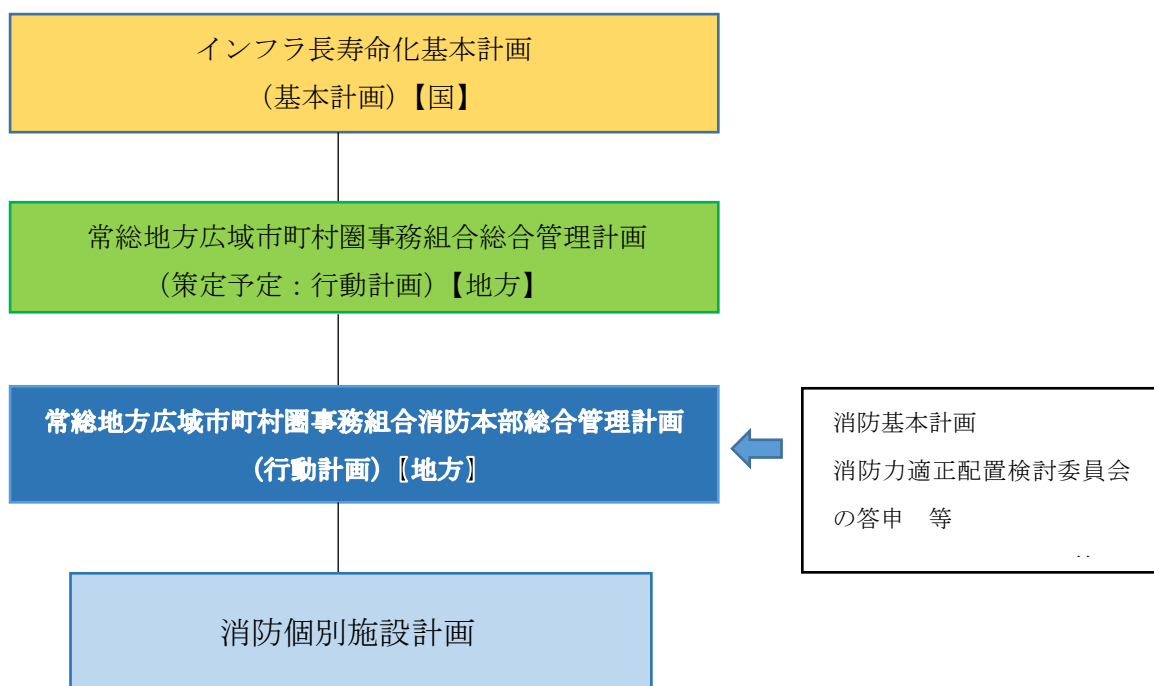 インフラ長寿命化基本計画
（基本計画）【国】
常総地方広域市町村圏事務組合総合管理計画
（策定予定：行動計画）【地方】
常総地方広域市町村圏事務組合消防本部総合管理計画
（行動計画）【地方】
消防基本計画
消防力適正配置検討委員会
の答申　等
消防個別施設計画